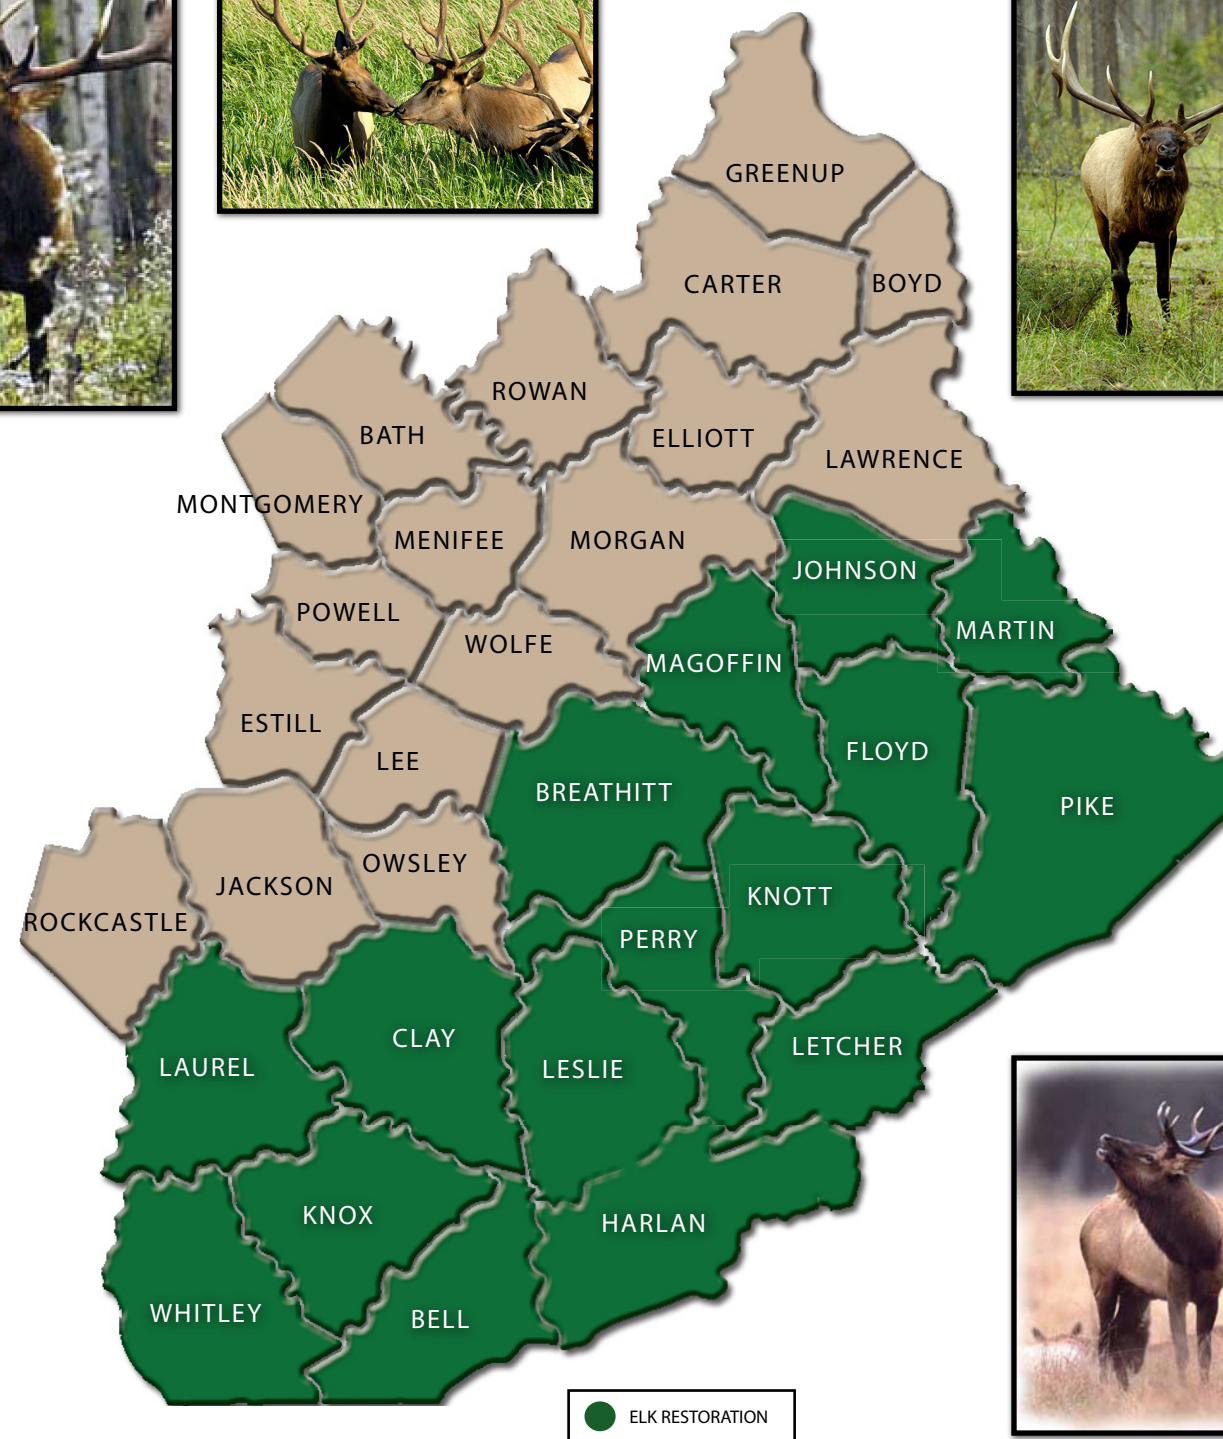 GREENUP
CARTER
BOYD
ROWAN
BATH
ELLIOTT
LAWRENCE
MONTGOMERY
MENIFEE
MORGAN
JOHNSON
POWELL
MARTIN
WOLFE
MAGOFFIN
ESTILL
FLOYD
LEE
BREATHITT
PIKE
OWSLEY
JACKSON
KNOTT
ROCKCASTLE
PERRY
CLAY
LETCHER
LAUREL
LESLIE
KNOX
HARLAN
WHITLEY
BELL
ELK RESTORATION